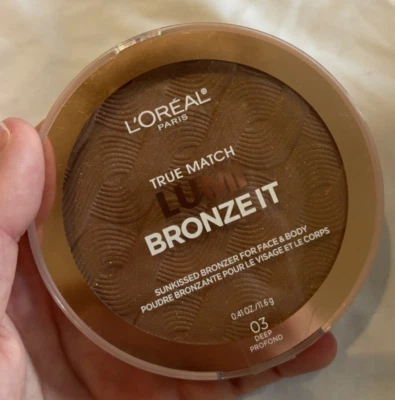 L'ORÉAL
PARIS
TRUE MATCH
LUMI
BRONZE IT
SUNKISSED BRONZER FOR FACE & BODY
POUDRE BRONZANTE POUR LE VISAGE ET LE CORPS
0.41 OZ/11.6 g
03
DEEP
PROFOND